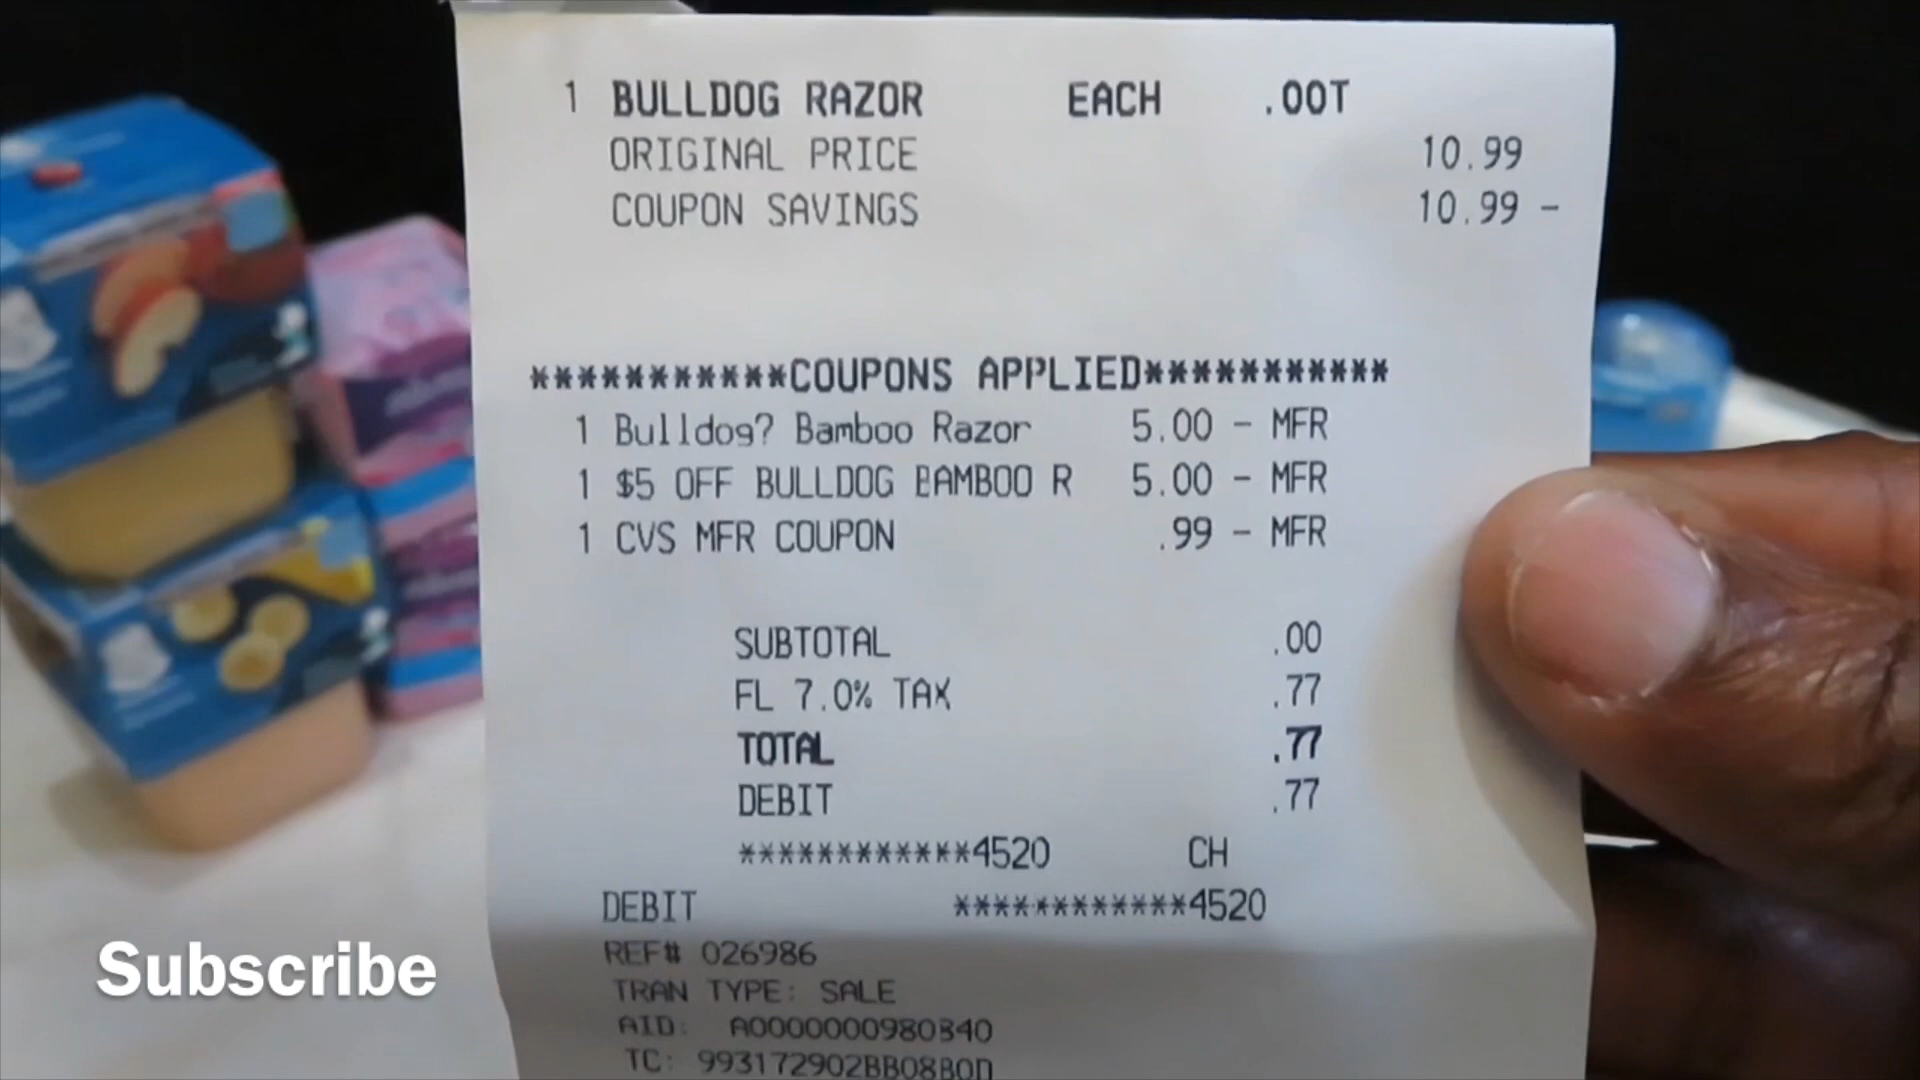 1 BULLDOG RAZOR EACH .00T
ORIGINAL PRICE 10.99
COUPON SAVINGS 10.99 -
***********COUPONS APPLIED***********
1 Bulldog? Bamboo Razor 5.00 - MFR
1 $5 OFF BULLDOG BAMBOO R 5.00 - MFR
1 CVS MFR COUPON .99 - MFR
SUBTOTAL .00
FL 7.0% TAX .77
TOTAL .77
DEBIT .77
************4520 CH
DEBIT ************4520
REF# 026986
TRAN TYPE: SALE
AID: A0000000980840
TC: 993172902BB08B0D
Subscribe